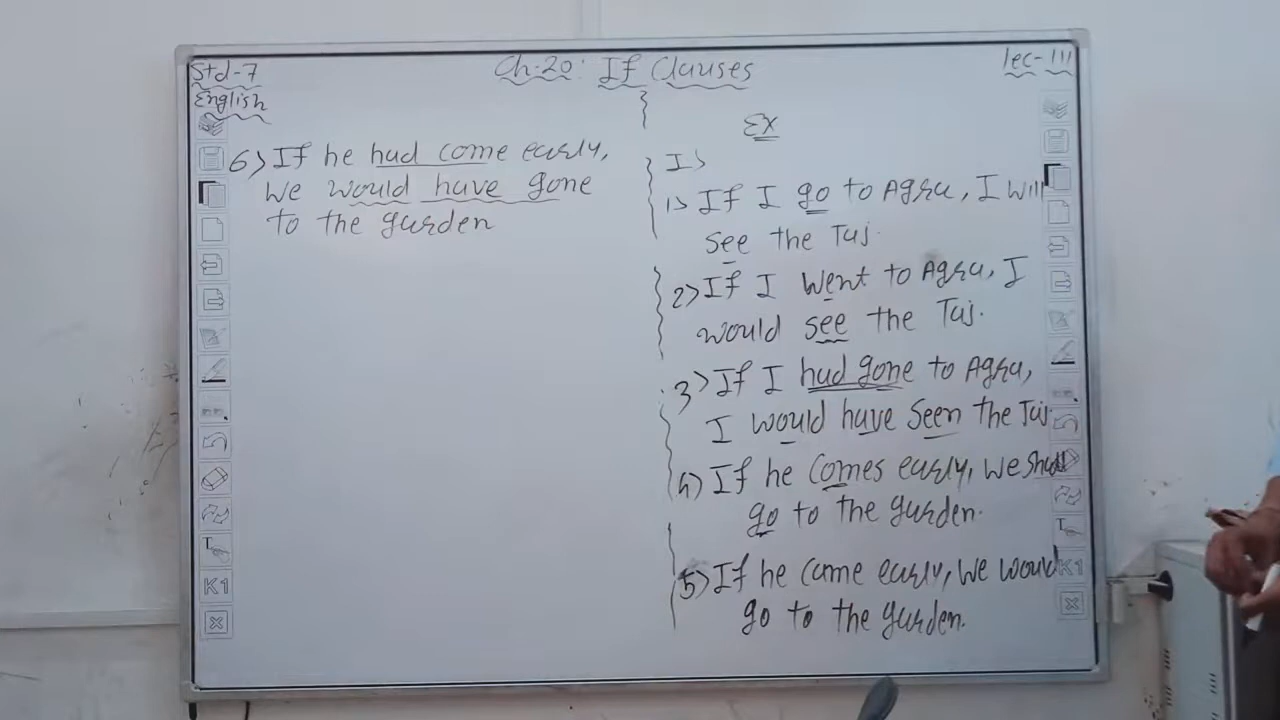 Std-7
English
Ch-20: If Clauses
lec-111
6> If he had come early,
we would have gone
to the garden
Ex
I>
1> If I go to Agra, I will
see the Taj.
2> If I went to Agra, I
would see the Taj.
3> If I had gone to Agra,
I would have seen the Taj.
4) If he comes early, we shall
go to the garden.
5) If he came early, we would
go to the garden.
T
K1
T
K1